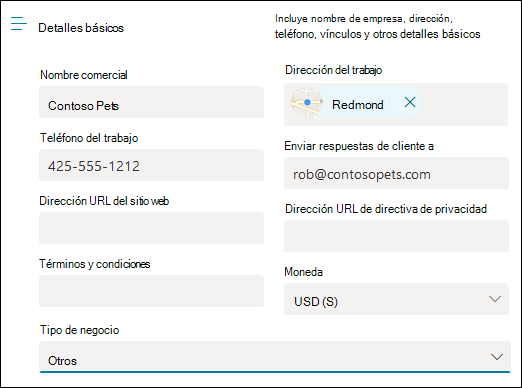 Detalles básicos
Incluye nombre de empresa, dirección,
teléfono, vínculos y otros detalles básicos
Nombre comercial
Contoso Pets
Dirección del trabajo
Redmond
Teléfono del trabajo
425-555-1212
Enviar respuestas de cliente a
rob@contosopets.com
Dirección URL del sitio web
Dirección URL de directiva de privacidad
Términos y condiciones
Moneda
USD (S)
Tipo de negocio
Otros